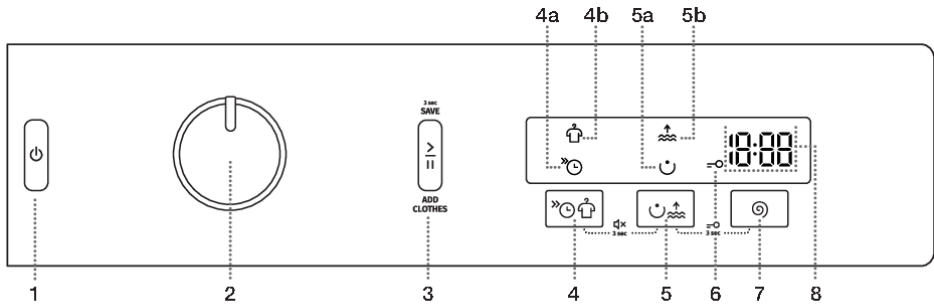 4a 4b 5a 5b
3 sec
SAVE
18:88
ADD
CLOTHES
3 sec 3 sec
1 2 3 4 5 6 7 8